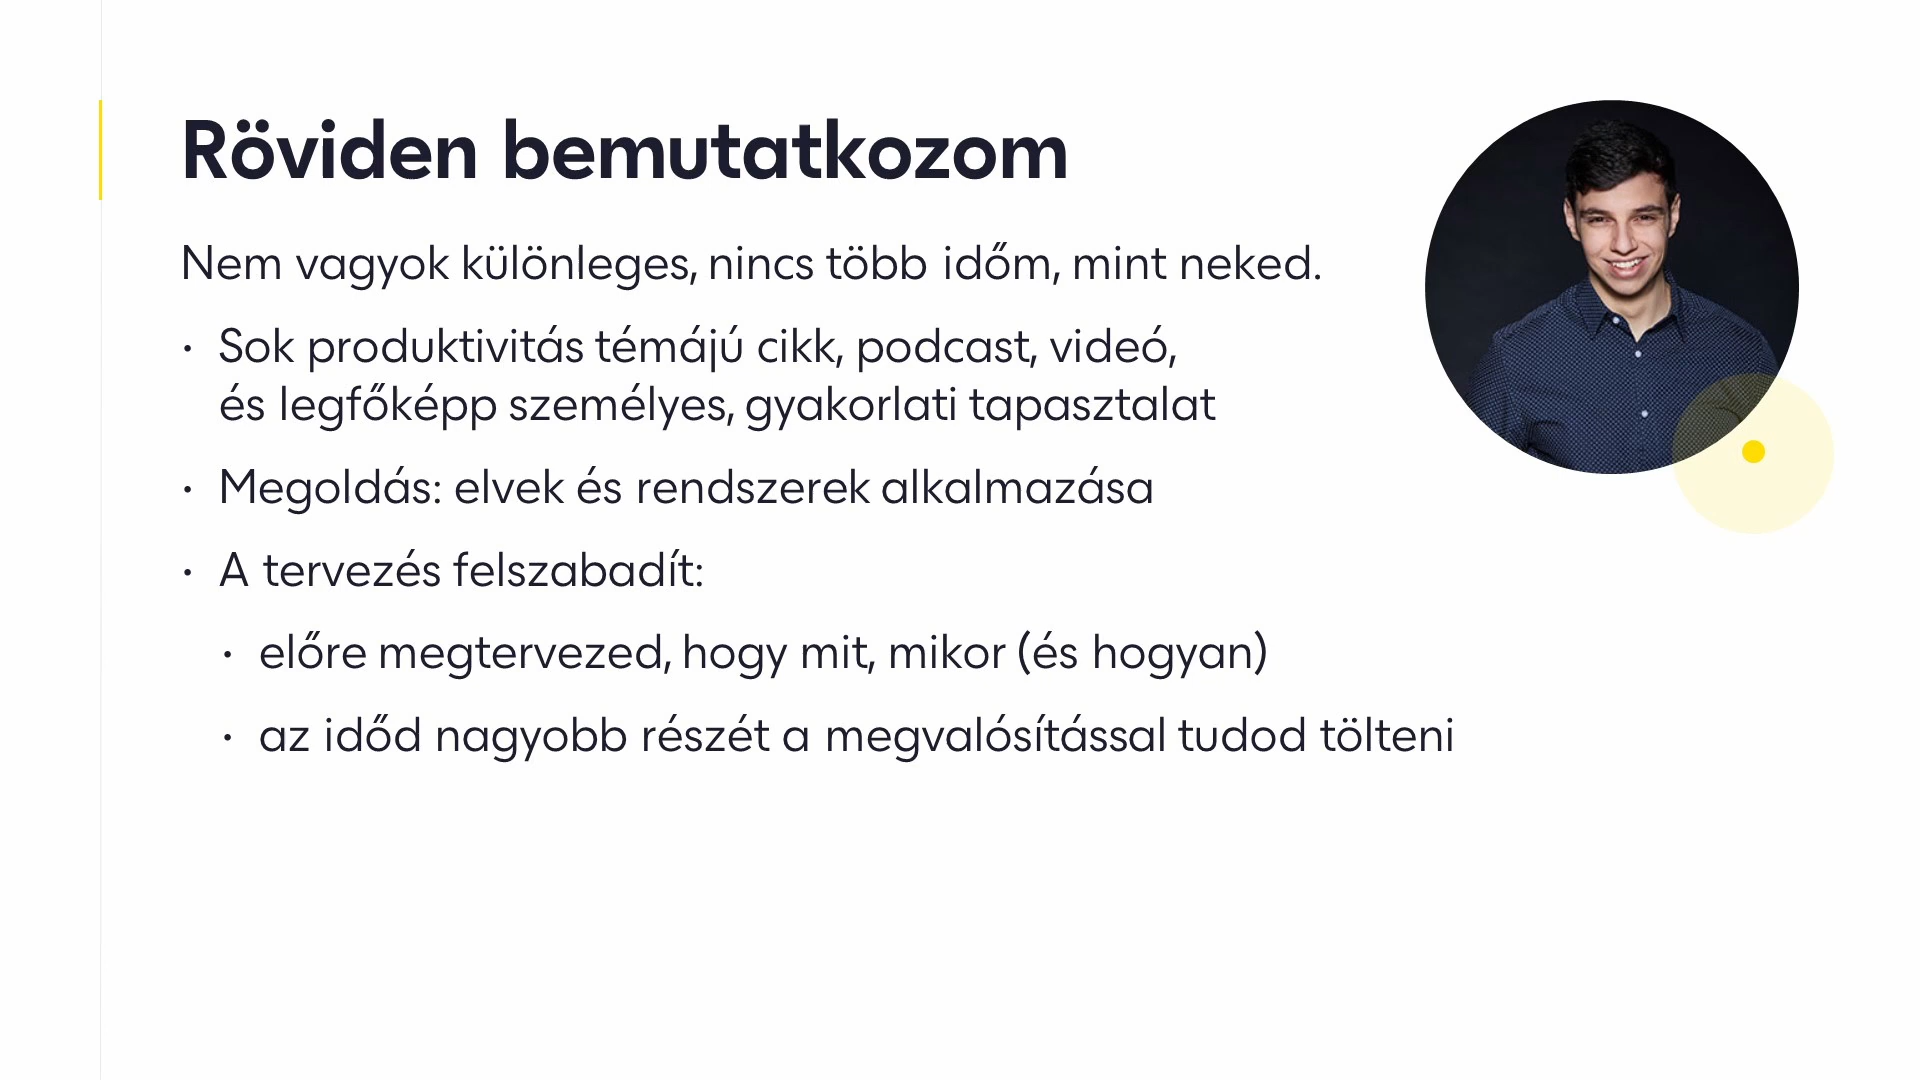 Röviden bemutatkozom
Nem vagyok különleges, nincs több időm, mint neked.
· Sok produktivitás témájú cikk, podcast, videó,
és legfőképp személyes, gyakorlati tapasztalat
· Megoldás: elvek és rendszerek alkalmazása
· A tervezés felszabadít:
· előre megtervezed, hogy mit, mikor (és hogyan)
· az időd nagyobb részét a megvalósítással tudod tölteni